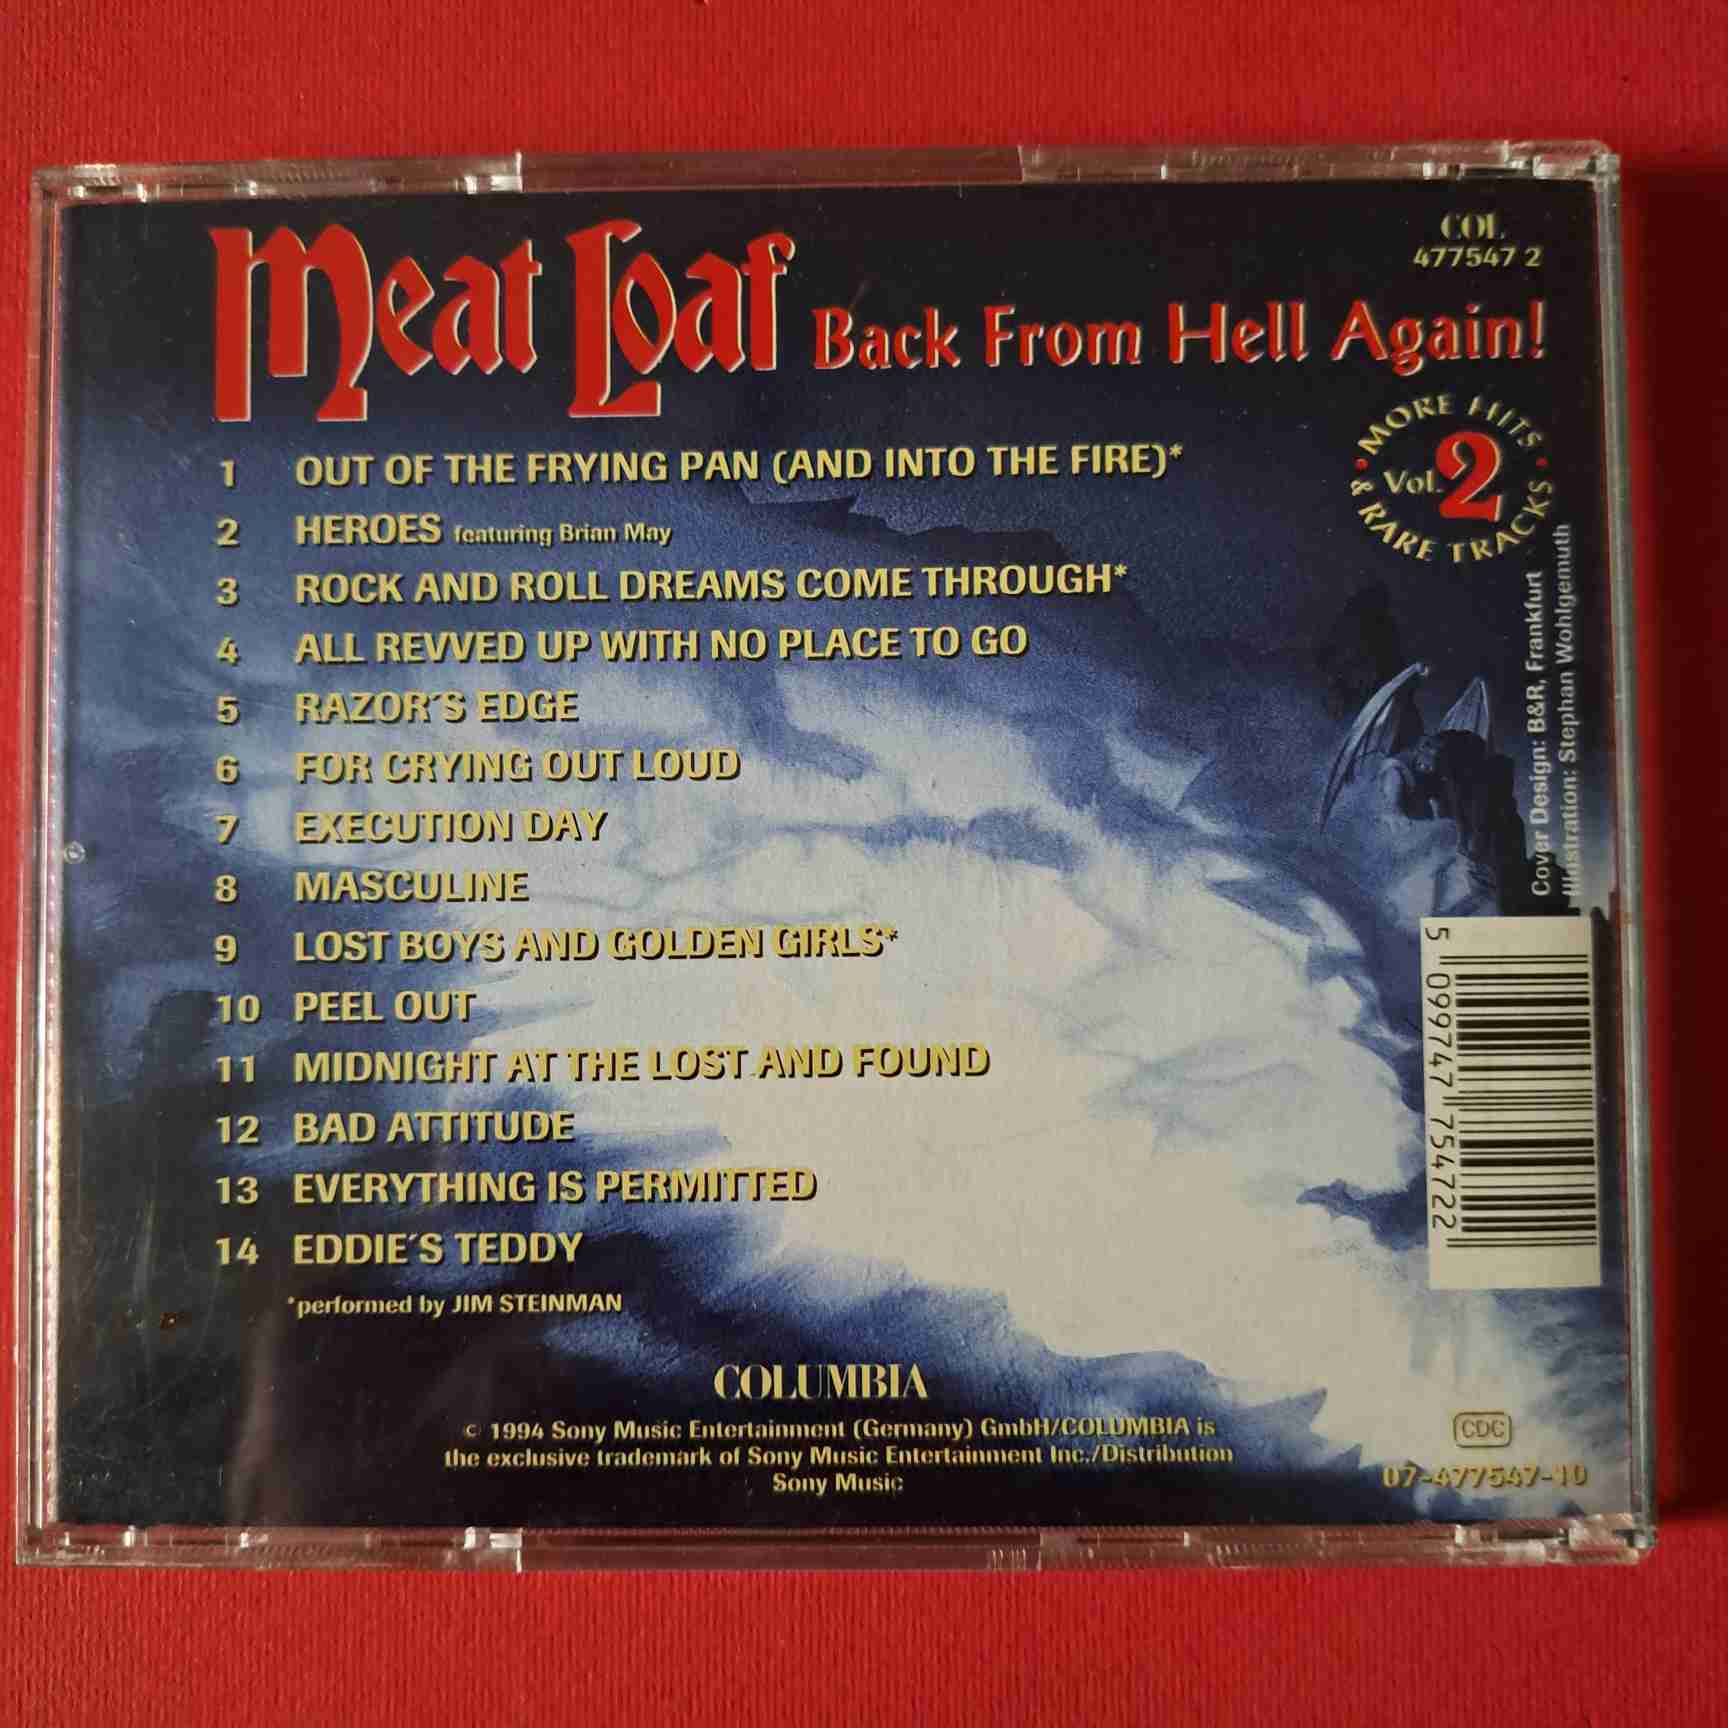 COL
477547 2
Meat Loaf Back From Hell Again!
• MORE HITS • & RARE TRACKS
Vol. 2
1 OUT OF THE FRYING PAN (AND INTO THE FIRE)*
2 HEROES featuring Brian May
3 ROCK AND ROLL DREAMS COME THROUGH*
4 ALL REVVED UP WITH NO PLACE TO GO
5 RAZOR´S EDGE
6 FOR CRYING OUT LOUD
7 EXECUTION DAY
8 MASCULINE
9 LOST BOYS AND GOLDEN GIRLS*
10 PEEL OUT
11 MIDNIGHT AT THE LOST AND FOUND
12 BAD ATTITUDE
13 EVERYTHING IS PERMITTED
14 EDDIE´S TEDDY
*performed by JIM STEINMAN
Cover Design: B&R, Frankfurt
Illustration: Stephan Wohlgemuth
5 099747 754722
COLUMBIA
© 1994 Sony Music Entertainment (Germany) GmbH/COLUMBIA is
the exclusive trademark of Sony Music Entertainment Inc./Distribution
Sony Music
CDC
07-477547-10